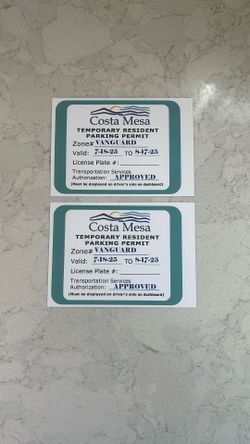 Costa Mesa
TEMPORARY RESIDENT
PARKING PERMIT
Zone# VANGUARD
Valid: 7-18-25 TO 8-17-25
License Plate #:
Transportation Services
Authorization: APPROVED
(Must be displayed on driver's side on dashboard)
Costa Mesa
TEMPORARY RESIDENT
PARKING PERMIT
Zone# VANGUARD
Valid: 7-18-25 TO 8-17-25
License Plate #:
Transportation Services
Authorization: APPROVED
(Must be displayed on driver's side on dashboard)